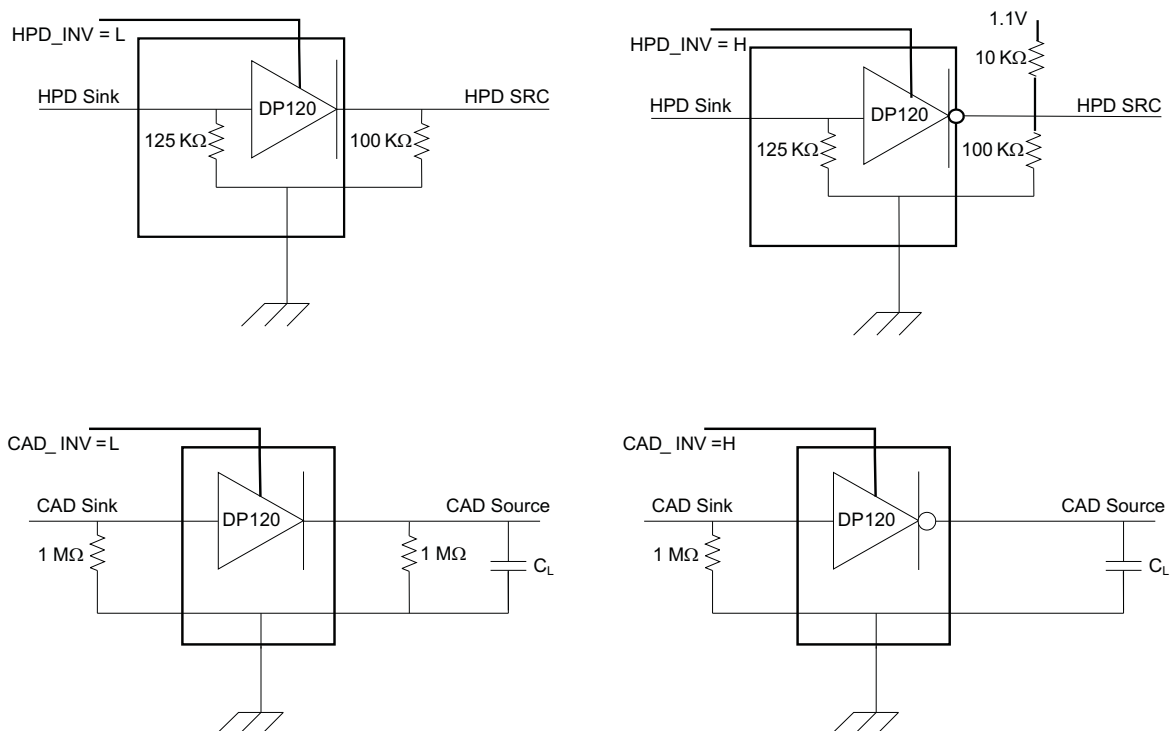 HPD_INV = L
HPD Sink
DP120
HPD SRC
125 KΩ
100 KΩ
1.1V
10 KΩ
HPD_INV = H
HPD Sink
DP120
HPD SRC
125 KΩ
100 KΩ
CAD_ INV =L
CAD Sink
DP120
CAD Source
1 MΩ
1 MΩ
CL
CAD_ INV =H
CAD Sink
DP120
CAD Source
1 MΩ
CL